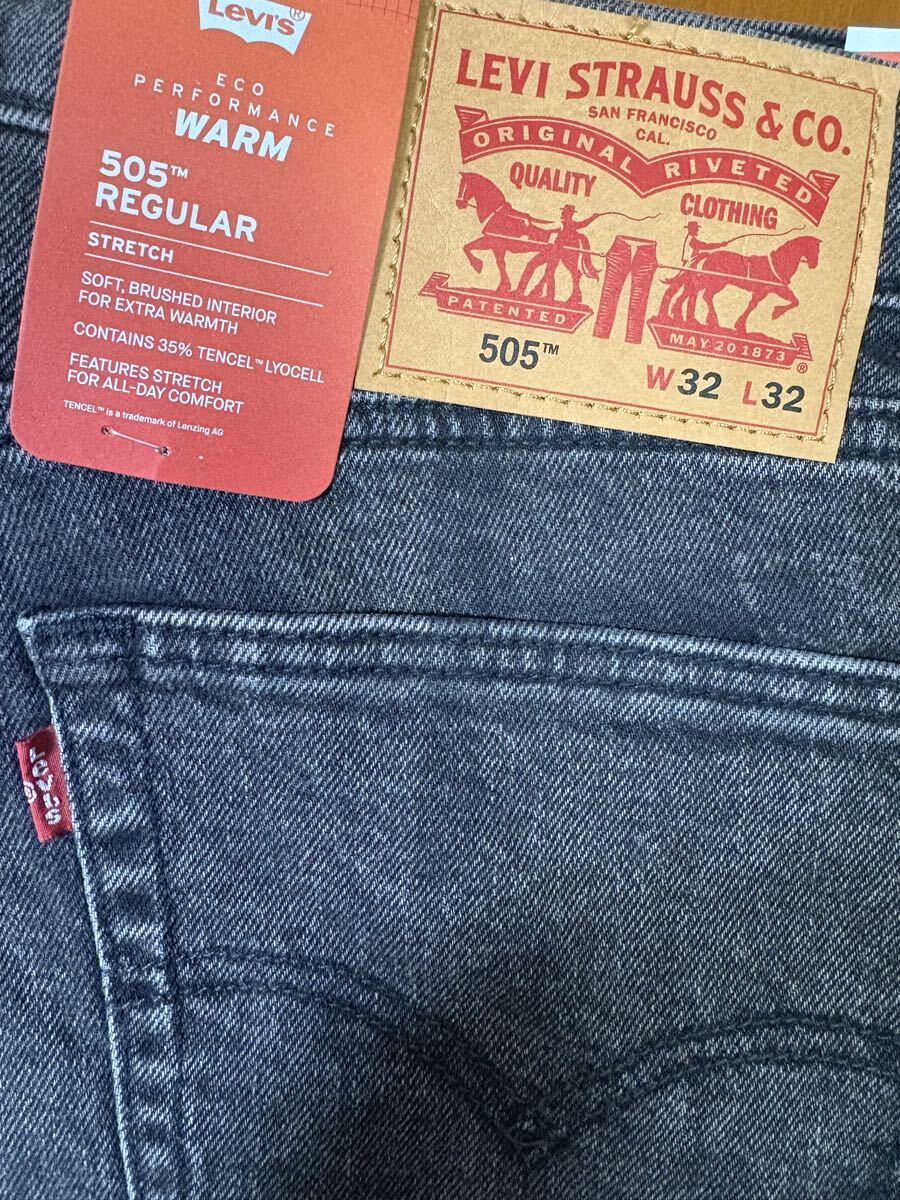 Levi's®
ECO
PERFORMANCE
WARM
505™
REGULAR
STRETCH
SOFT, BRUSHED INTERIOR
FOR EXTRA WARMTH
CONTAINS 35% TENCEL™ LYOCELL
FEATURES STRETCH
FOR ALL-DAY COMFORT
TENCEL™ is a trademark of Lenzing AG
LEVI STRAUSS & CO.
SAN FRANCISCO
CAL.
ORIGINAL RIVETED
QUALITY CLOTHING
PATENTED
MAY 20 1873
®
505™
W32 L32
LEVI'S
®